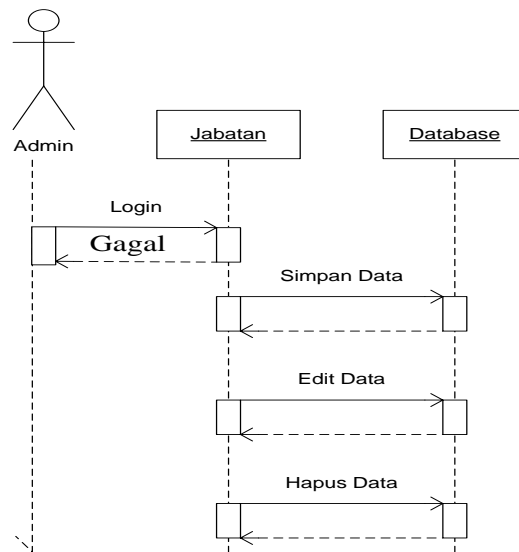 Admin
Jabatan
Database
Login
Gagal
Simpan Data
Edit Data
Hapus Data